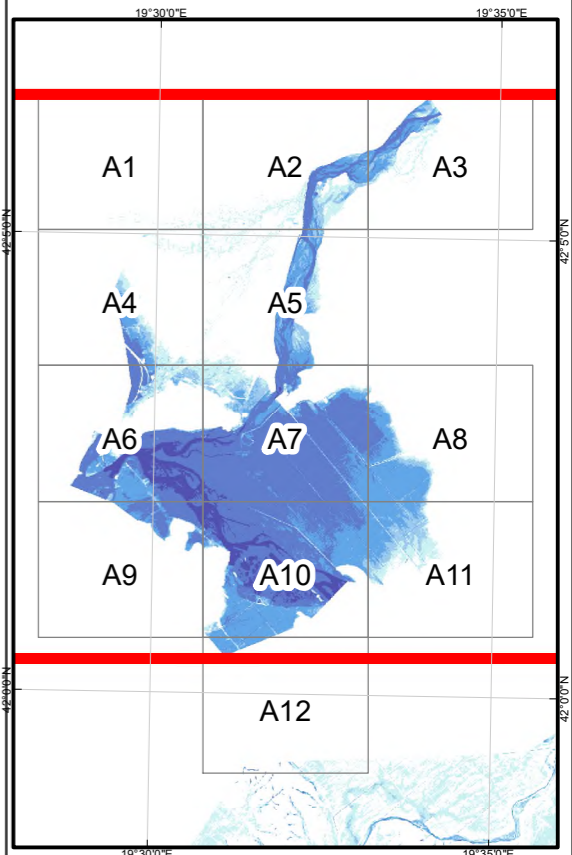 19°30'0"E 19°35'0"E
A1 A2 A3
42°5'0"N 42°5'0"N
A4 A5
A6 A7 A8
A9 A10 A11
42°0'0"N 42°0'0"N
A12
19°30'0"E 19°35'0"E